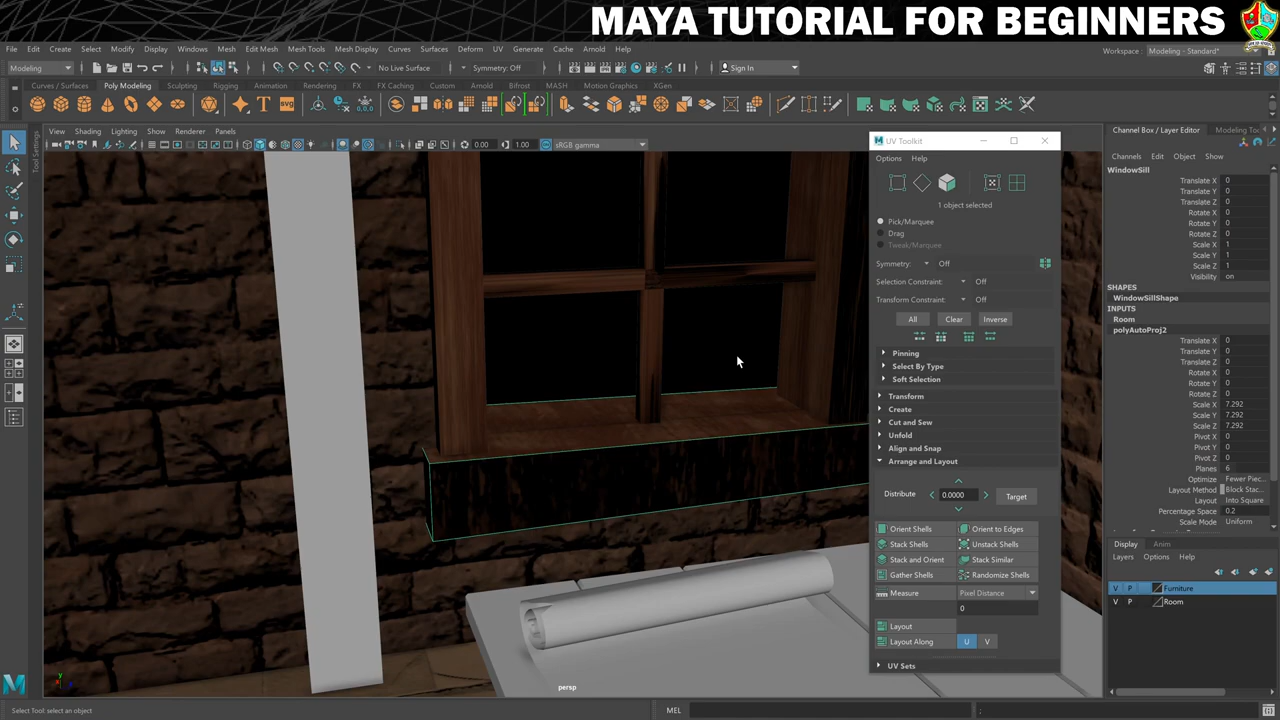 MAYA TUTORIAL FOR BEGINNERS
File Edit Create Select Modify Display Windows Mesh Edit Mesh Mesh Tools Mesh Display Curves Surfaces Deform UV Generate Cache Arnold Help
Workspace: Modeling - Standard*
Modeling No Live Surface Symmetry: Off Sign In
Curves / Surfaces Poly Modeling Sculpting Rigging Animation Rendering FX FX Caching Custom Arnold Bifrost MASH Motion Graphics XGen
View Shading Lighting Show Renderer Panels
0.00 1.00 sRGB gamma
Tool Settings
UV Toolkit
Options Help
1 object selected
Pick/Marquee
Drag
Tweak/Marquee
Symmetry: Off
Selection Constraint: Off
Transform Constraint: Off
All Clear Inverse
Pinning
Select By Type
Soft Selection
Transform
Create
Cut and Sew
Unfold
Align and Snap
Arrange and Layout
Distribute 0.0000 Target
Orient Shells Orient to Edges
Stack Shells Unstack Shells
Stack and Orient Stack Similar
Gather Shells Randomize Shells
Measure Pixel Distance
0
Layout
Layout Along U V
UV Sets
Channel Box / Layer Editor Modeling To
Channels Edit Object Show
WindowSill
Translate X 0
Translate Y 0
Translate Z 0
Rotate X 0
Rotate Y 0
Rotate Z 0
Scale X 1
Scale Y 1
Scale Z 1
Visibility on
SHAPES
WindowSillShape
INPUTS
Room
polyAutoProj2
Translate X 0
Translate Y 0
Translate Z 0
Rotate X 0
Rotate Y 0
Rotate Z 0
Scale X 7.292
Scale Y 7.292
Scale Z 7.292
Pivot X 0
Pivot Y 0
Pivot Z 0
Planes 6
Optimize Fewer Piec...
Layout Method Block Stac...
Layout Into Square
Percentage Space 0.2
Scale Mode Uniform
Display Anim
Layers Options Help
V P Furniture
V P Room
y
persp
Select Tool: select an object
MEL